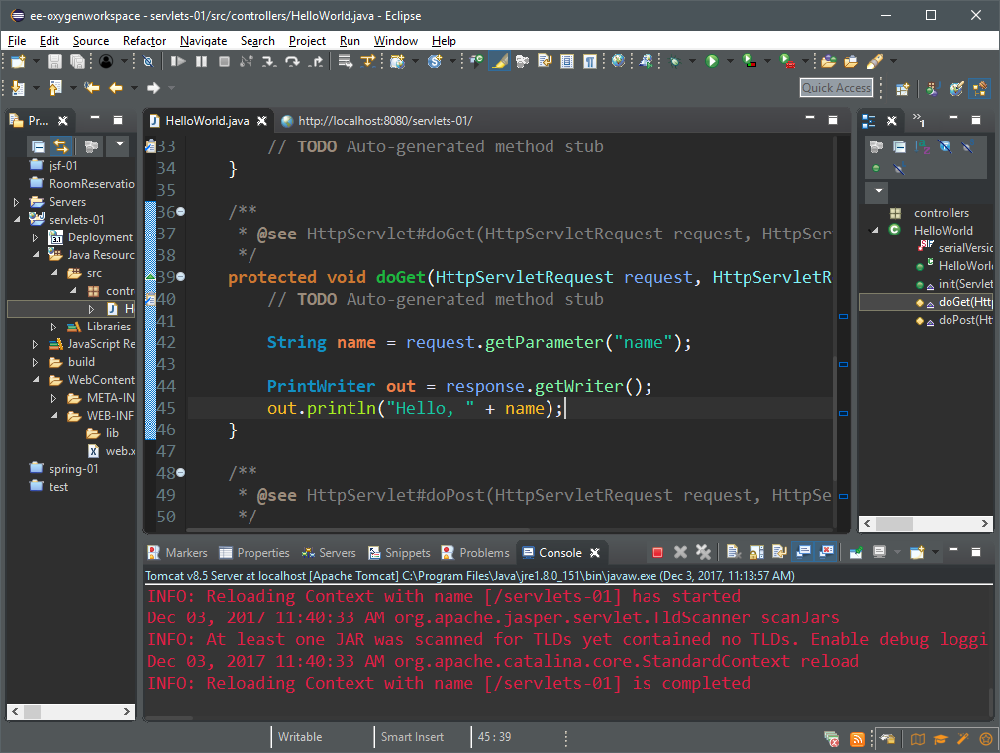 ee-oxygenworkspace - servlets-01/src/controllers/HelloWorld.java - Eclipse
File Edit Source Refactor Navigate Search Project Run Window Help
Quick Access
Pr...
jsf-01
RoomReservatio
Servers
servlets-01
Deployment
3.1
Java Resourc
src
contr
H
Libraries
JavaScript Re
build
WebContent
META-IN
WEB-INF
lib
web.x
spring-01
test
HelloWorld.java http://localhost:8080/servlets-01/
33 // TODO Auto-generated method stub
34 }
35
36 /**
37 * @see HttpServlet#doGet(HttpServletRequest request, HttpSer
38 */
39 protected void doGet(HttpServletRequest request, HttpServletR
40 // TODO Auto-generated method stub
41
42 String name = request.getParameter("name");
43
44 PrintWriter out = response.getWriter();
45 out.println("Hello, " + name);
46 }
47
48 /**
49 * @see HttpServlet#doPost(HttpServletRequest request, HttpSe
50 */
1
controllers
HelloWorld
serialVersic
HelloWorl
init(Servlet
doGet(Htt
doPost(Ht
Markers Properties Servers Snippets Problems Console
Tomcat v8.5 Server at localhost [Apache Tomcat] C:\Program Files\Java\jre1.8.0_151\bin\javaw.exe (Dec 3, 2017, 11:13:57 AM)
INFO: Reloading Context with name [/servlets-01] has started
Dec 03, 2017 11:40:33 AM org.apache.jasper.servlet.TldScanner scanJars
INFO: At least one JAR was scanned for TLDs yet contained no TLDs. Enable debug loggi
Dec 03, 2017 11:40:33 AM org.apache.catalina.core.StandardContext reload
INFO: Reloading Context with name [/servlets-01] is completed
Writable Smart Insert 45 : 39